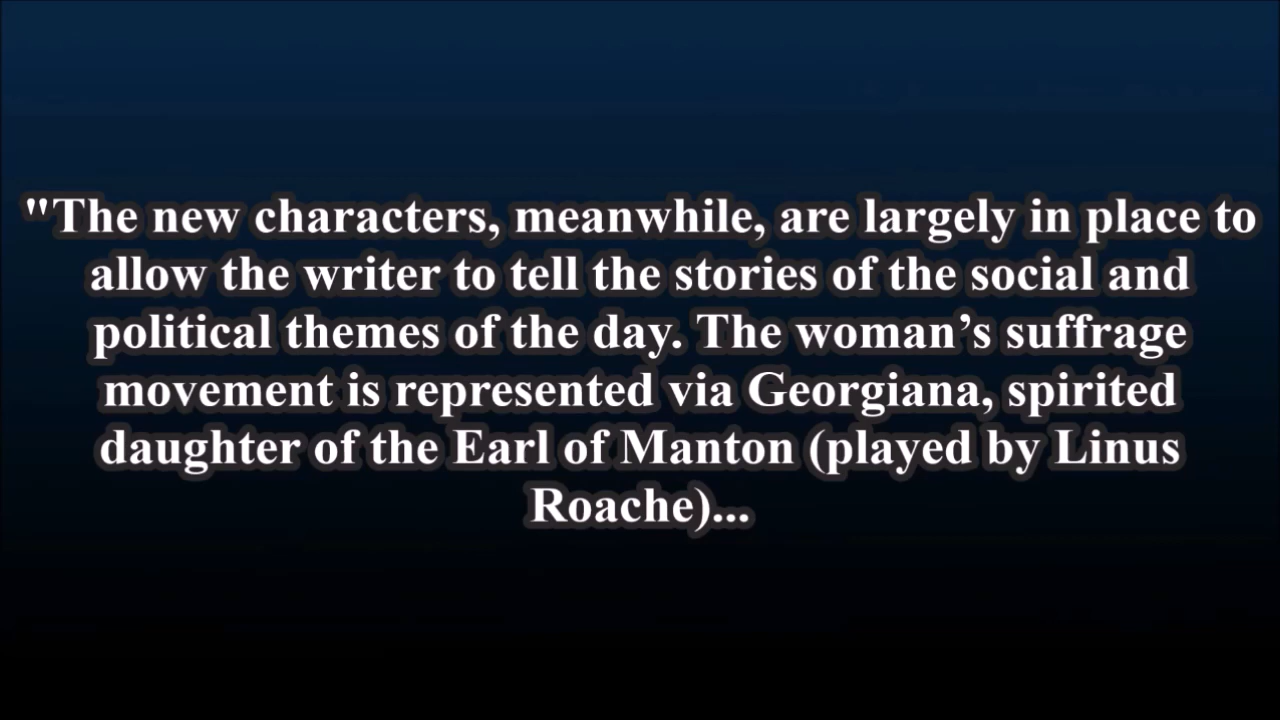 "The new characters, meanwhile, are largely in place to
allow the writer to tell the stories of the social and
political themes of the day. The woman’s suffrage
movement is represented via Georgiana, spirited
daughter of the Earl of Manton (played by Linus
Roache)...